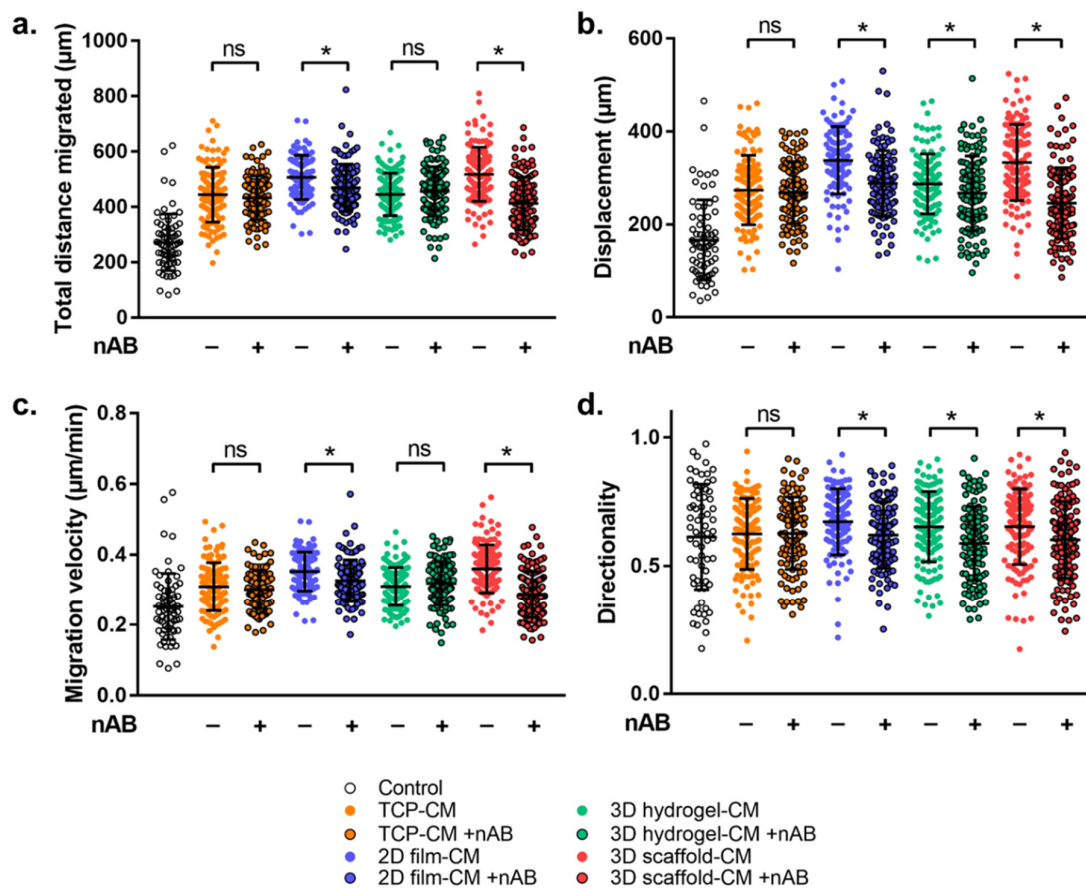 a.
Total distance migrated (µm)
1000
800
600
400
200
0
ns
*
ns
*
nAB − + − + − + − +
b.
Displacement (µm)
600
400
200
0
ns
*
*
*
nAB − + − + − + − +
c.
Migration velocity (µm/min)
0.8
0.6
0.4
0.2
0.0
ns
*
ns
*
nAB − + − + − + − +
d.
Directionality
1.0
0.5
0.0
ns
*
*
*
nAB − + − + − + − +
Control
TCP-CM
TCP-CM +nAB
2D film-CM
2D film-CM +nAB
3D hydrogel-CM
3D hydrogel-CM +nAB
3D scaffold-CM
3D scaffold-CM +nAB